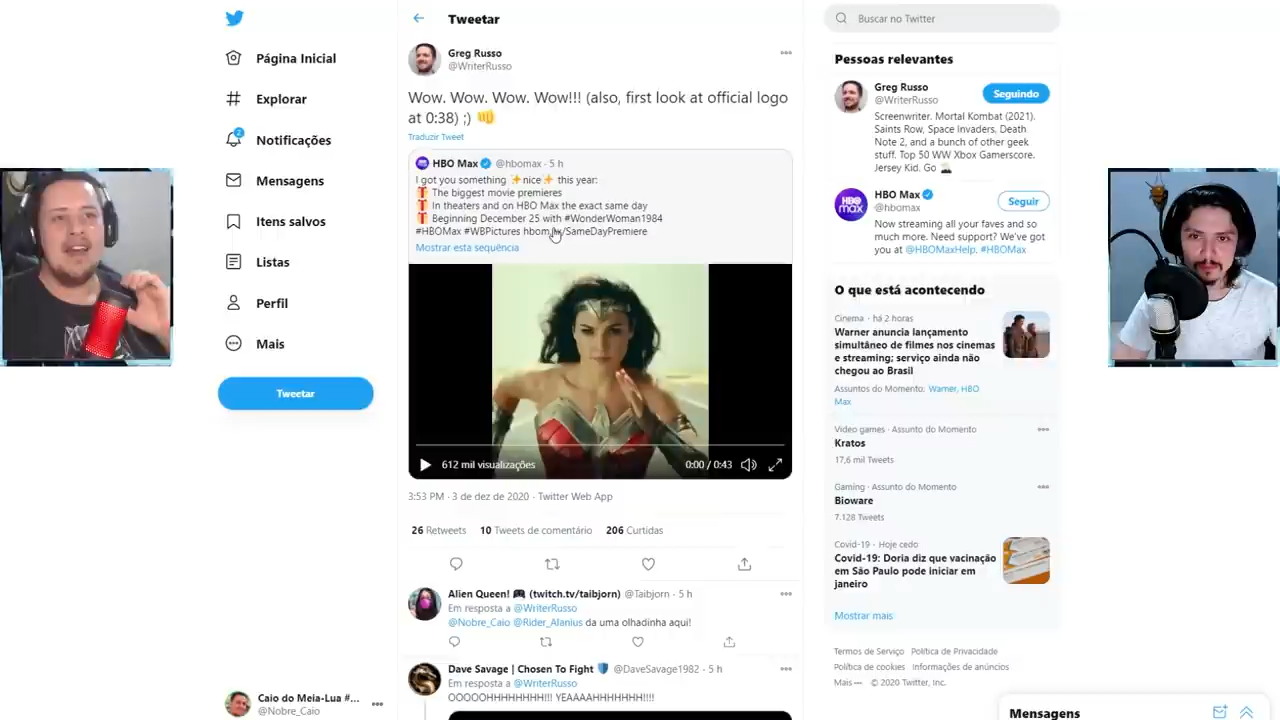 Página Inicial
Explorar
2
Notificações
Mensagens
Itens salvos
Listas
Perfil
Mais
Tweetar
Caio do Meia-Lua #...
@Nobre_Caio
Tweetar
Greg Russo
@WriterRusso
Wow. Wow. Wow. Wow!!! (also, first look at official logo
at 0:38) ;) 👊
Traduzir Tweet
HBO Max @hbomax · 5 h
I got you something ✨nice✨ this year:
🎁 The biggest movie premieres
🎁 In theaters and on HBO Max the exact same day
🎁 Beginning December 25 with #WonderWoman1984
#HBOMax #WBPictures hbom.x/SameDayPremiere
Mostrar esta sequência
612 mil visualizações
0:00 / 0:43
3:53 PM · 3 de dez de 2020 · Twitter Web App
26 Retweets 10 Tweets de comentário 206 Curtidas
Alien Queen! 🎮 (twitch.tv/taibjorn) @Taibjorn · 5 h
Em resposta a @WriterRusso
@Nobre_Caio @Rider_Alanius da uma olhadinha aqui!
Dave Savage | Chosen To Fight 🛡️ @DaveSavage1982 · 5 h
Em resposta a @WriterRusso
OOOOOHHHHHHH!!! YEAAAAHHHHHHH!!!!
Buscar no Twitter
Pessoas relevantes
Greg Russo
@WriterRusso
Seguindo
Screenwriter. Mortal Kombat (2021).
Saints Row, Space Invaders, Death
Note 2, and a bunch of other geek
stuff. Top 50 WW Xbox Gamerscore.
Jersey Kid. Go
HBO Max
@hbomax
Seguir
HBO
max
Now streaming all your faves and so
much more. Need support? We've got
you at @HBOMaxHelp. #HBOMax
O que está acontecendo
Cinema · há 2 horas
Warner anuncia lançamento
simultâneo de filmes nos cinemas
e streaming; serviço ainda não
chegou ao Brasil
Assuntos do Momento: Warner, HBO
Max
Video games · Assunto do Momento
Kratos
17,6 mil Tweets
Gaming · Assunto do Momento
Bioware
7.128 Tweets
Covid-19 · Hoje cedo
Covid-19: Doria diz que vacinação
em São Paulo pode iniciar em
janeiro
Mostrar mais
Termos de Serviço Política de Privacidade
Política de cookies Informações de anúncios
Mais © 2020 Twitter, Inc.
Mensagens